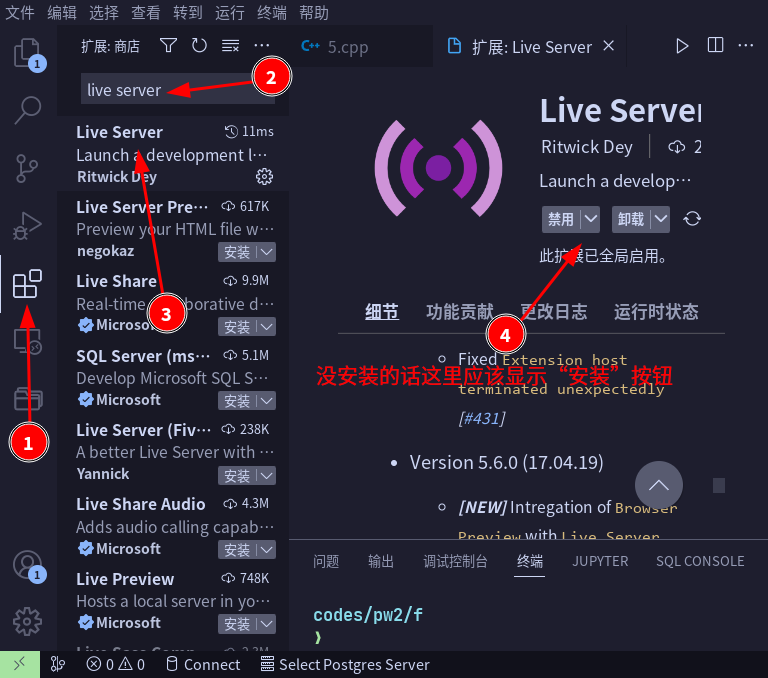 文件 编辑 选择 查看 转到 运行 终端 帮助
扩展: 商店
live server
Live Server 11ms
Launch a development l…
Ritwick Dey
Live Server Pre… 617K
Preview your HTML file w…
negokaz 安装
Live Share 9.9M
Real-time collaborative d…
Microsoft 安装
SQL Server (ms… 5.1M
Develop Microsoft SQL S…
Microsoft 安装
Live Server (Fiv… 238K
A better Live Server with …
Yannick 安装
Live Share Audio 4.3M
Adds audio calling capab…
Microsoft 安装
Live Preview 748K
Hosts a local server in yo…
Microsoft 安装
5.cpp
扩展: Live Server
Live Server
Ritwick Dey 2
Launch a develop…
禁用 卸载
此扩展已全局启用。
细节 功能贡献 更改日志 运行时状态
Fixed Extension host
terminated unexpectedly
[#431]
没安装的话这里应该显示“安装”按钮
Version 5.6.0 (17.04.19)
[NEW] Intregation of Browser
Preview with Live Server
问题 输出 调试控制台 终端 JUPYTER SQL CONSOLE
codes/pw2/f
❯
1
1
1
2
3
4
0 0 Connect Select Postgres Server